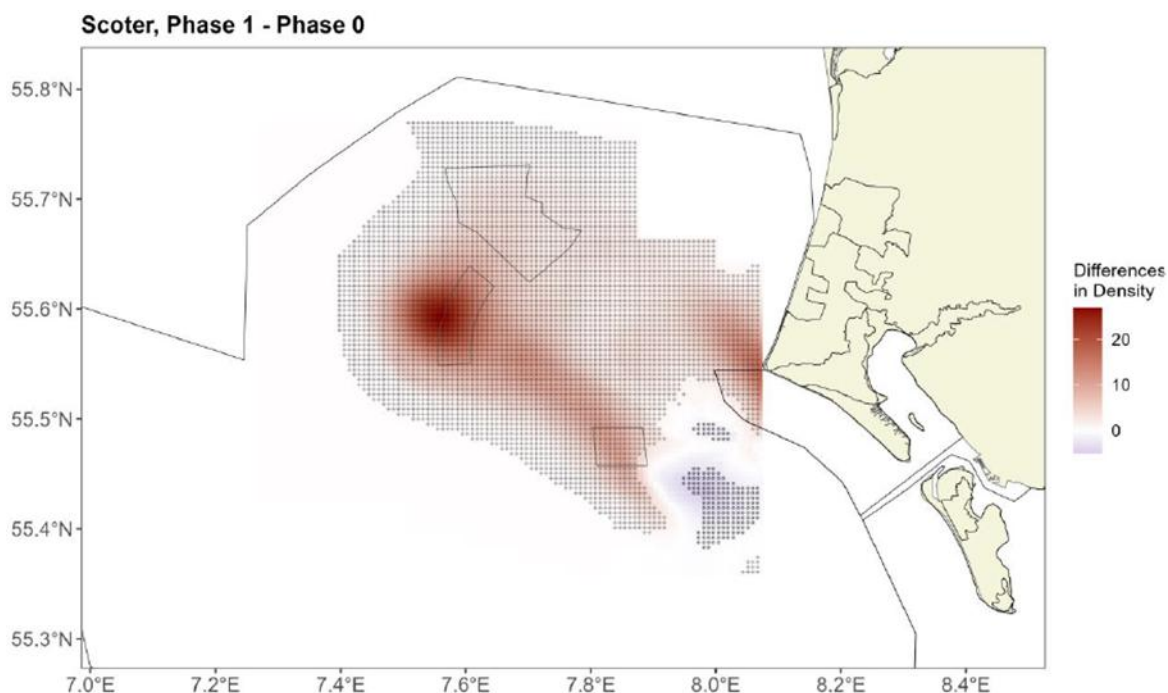 Scoter, Phase 1 - Phase 0
55.8°N
55.7°N
55.6°N
55.5°N
55.4°N
55.3°N
7.0°E
7.2°E
7.4°E
7.6°E
7.8°E
8.0°E
8.2°E
8.4°E
Differences
in Density
20
10
0